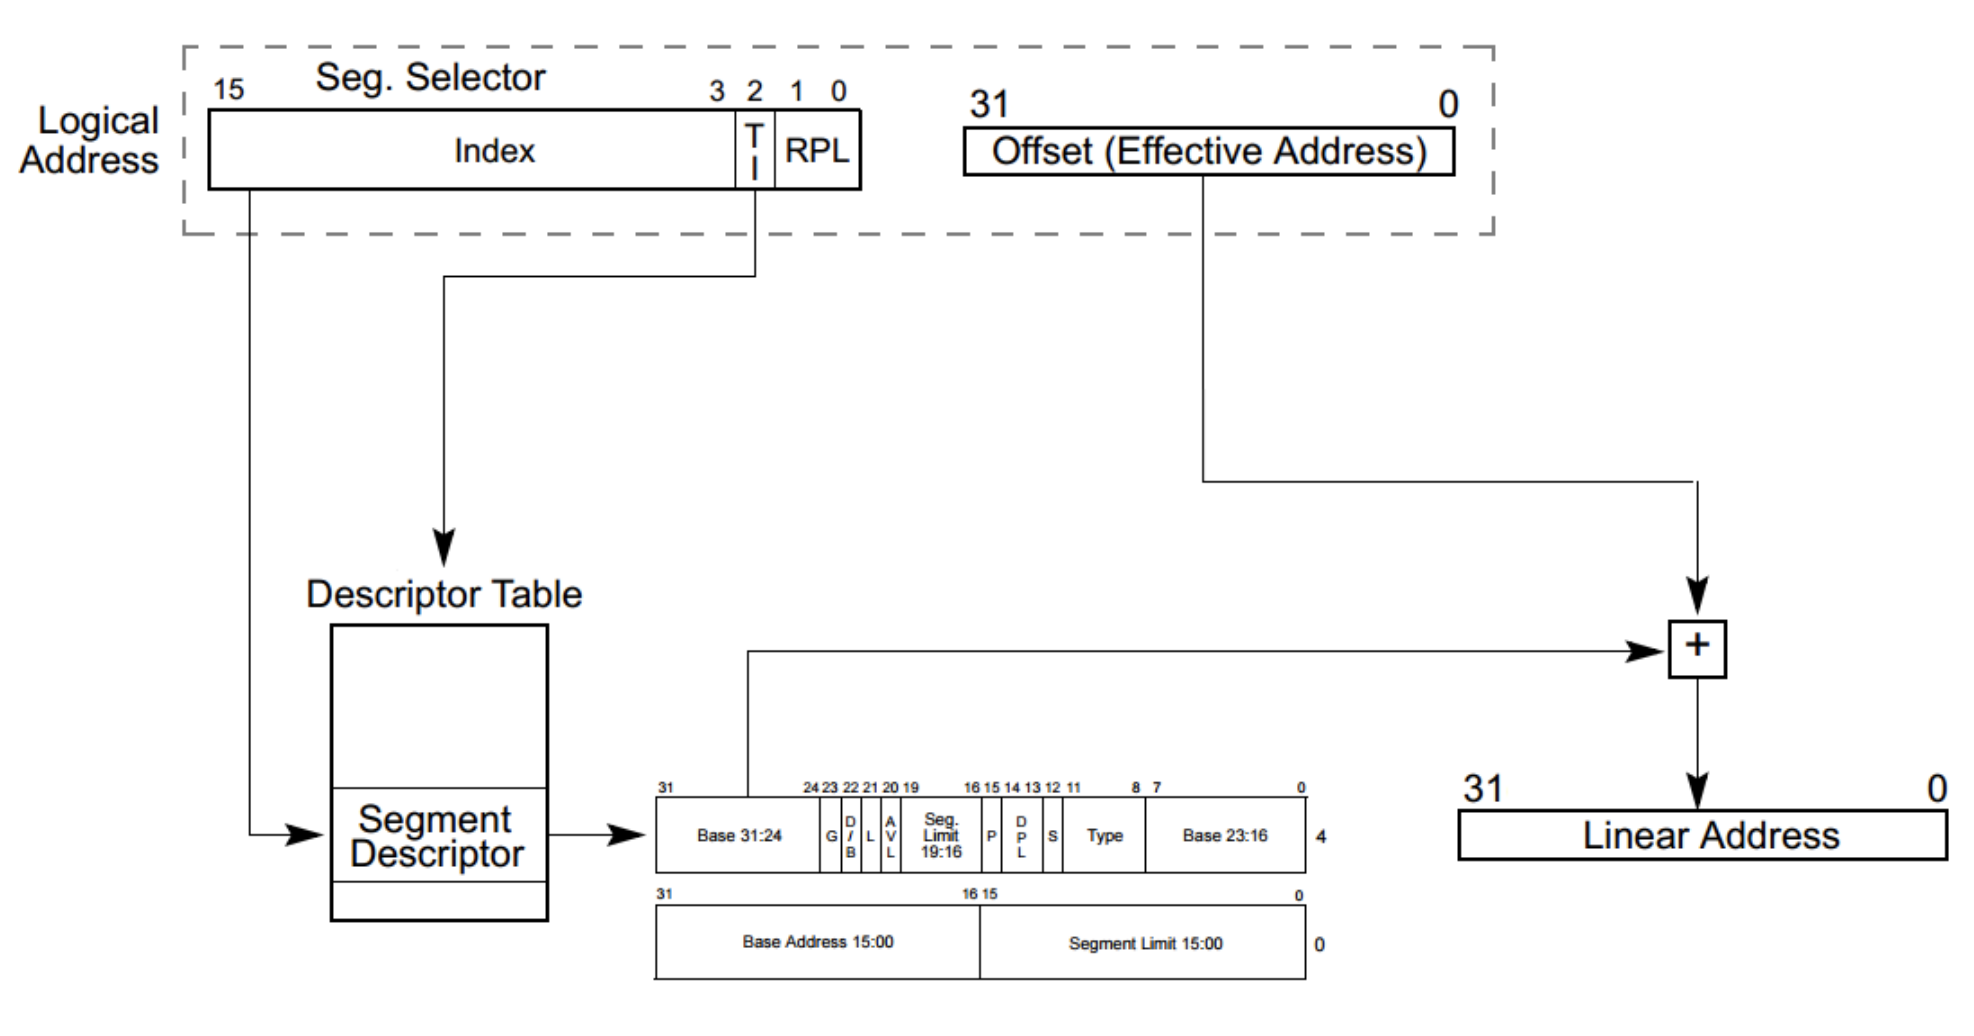 Logical
Address
15 Seg. Selector 3 2 1 0
Index
T
I
RPL
31 0
Offset (Effective Address)
Descriptor Table
Segment
Descriptor
+
31 24 23 22 21 20 19 16 15 14 13 12 11 8 7 0
Base 31:24
G
D
/
B
L
A
V
L
Seg.
Limit
19:16
P
D
P
L
S
Type
Base 23:16
4
31 16 15 0
Base Address 15:00
Segment Limit 15:00
0
31 0
Linear Address